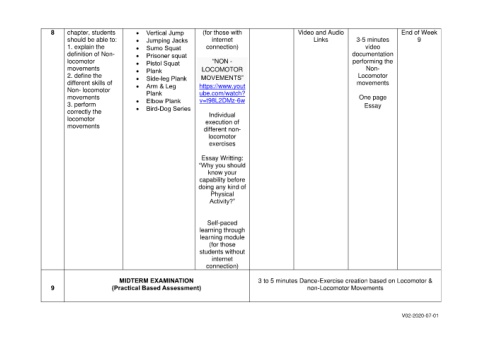 8
chapter, students
should be able to:
1. explain the
definition of Non-
locomotor
movements
2. define the
different skills of
Non- locomotor
movements
3. perform
correctly the
locomotor
movements
• Vertical Jump
• Jumping Jacks
• Sumo Squat
• Prisoner squat
• Pistol Squat
• Plank
• Side-leg Plank
• Arm & Leg
Plank
• Elbow Plank
• Bird-Dog Series
(for those with
internet
connection)
"NON -
LOCOMOTOR
MOVEMENTS"
https://www.yout
ube.com/watch?
v=t98L2DMz-6w
Individual
execution of
different non-
locomotor
exercises
Essay Writting:
"Why you should
know your
capability before
doing any kind of
Physical
Activity?"
Self-paced
learning through
learning module
(for those
students without
internet
connection)
Video and Audio
Links
3-5 minutes
video
documentation
performing the
Non-
Locomotor
movements
One page
Essay
End of Week
9
9
MIDTERM EXAMINATION
(Practical Based Assessment)
3 to 5 minutes Dance-Exercise creation based on Locomotor &
non-Locomotor Movements
V02-2020-07-01